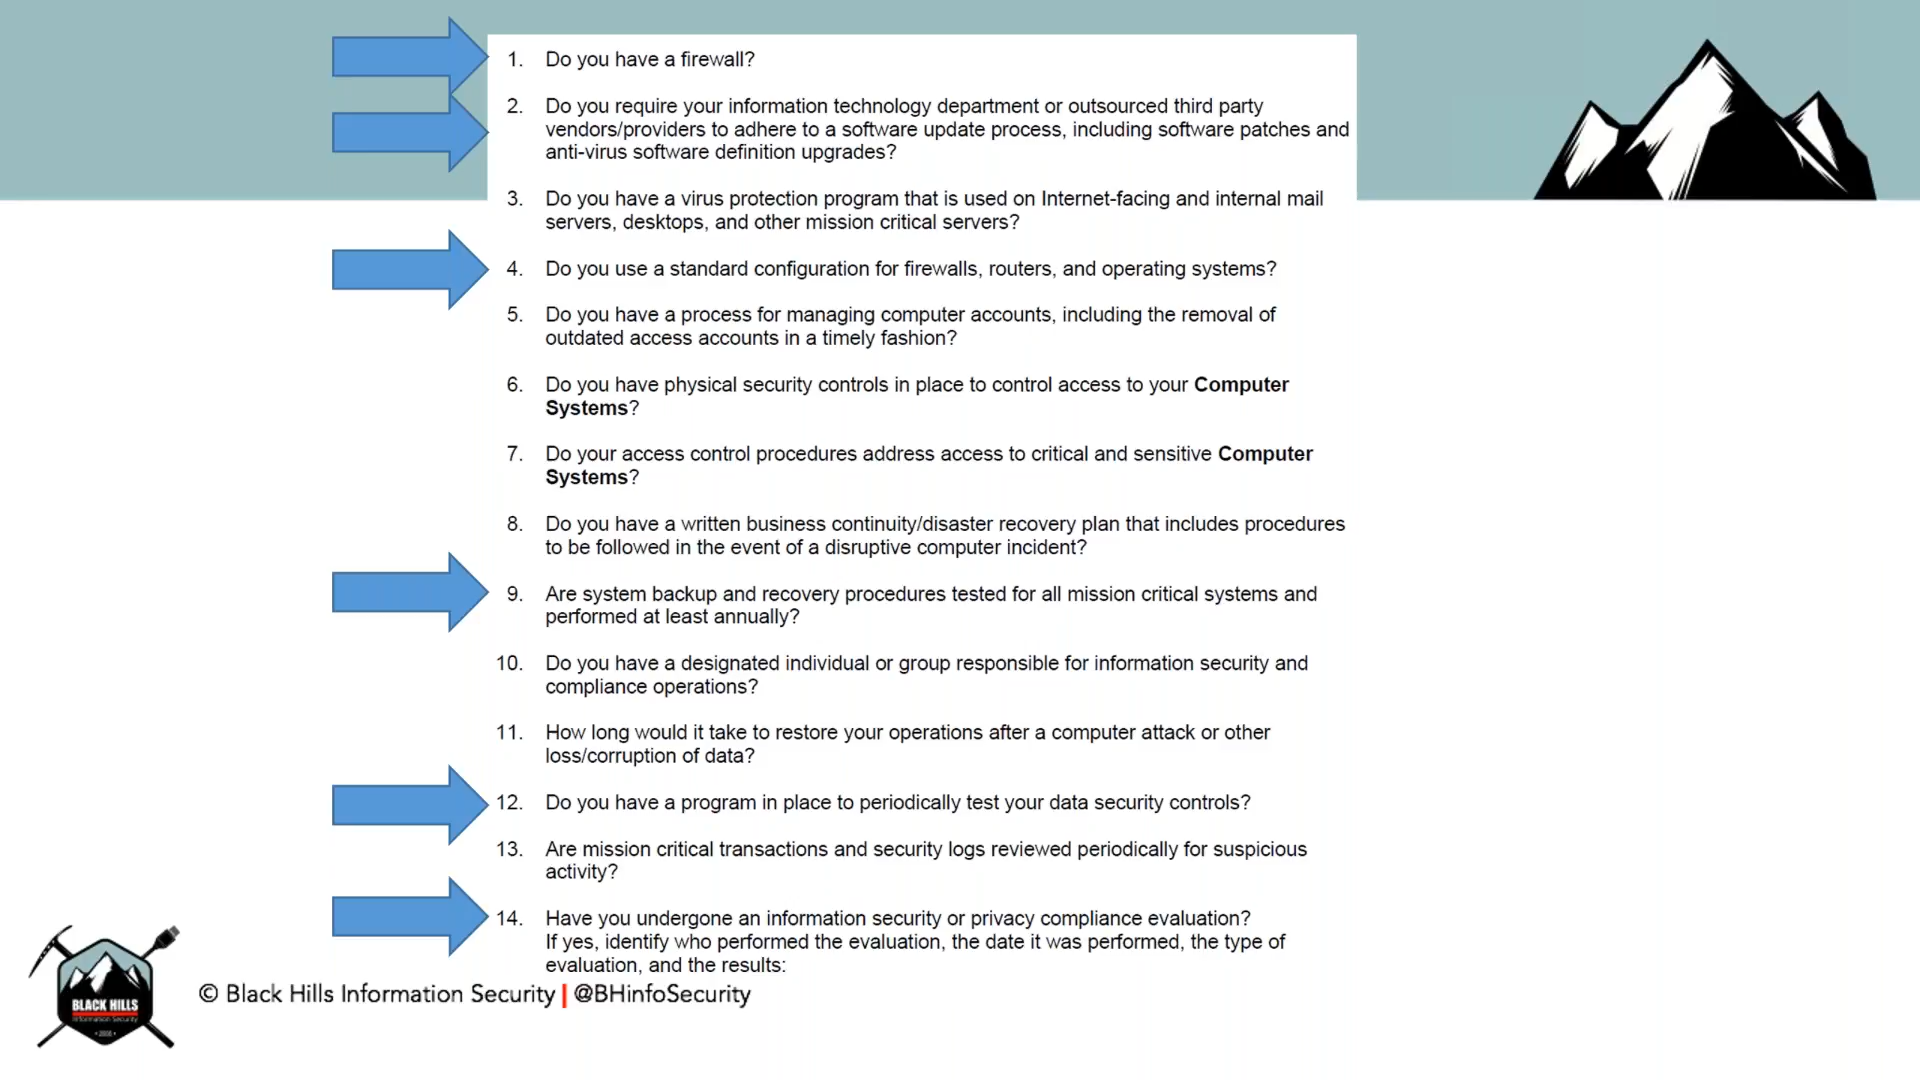 1. Do you have a firewall?
2. Do you require your information technology department or outsourced third party
vendors/providers to adhere to a software update process, including software patches and
anti-virus software definition upgrades?
3. Do you have a virus protection program that is used on Internet-facing and internal mail
servers, desktops, and other mission critical servers?
4. Do you use a standard configuration for firewalls, routers, and operating systems?
5. Do you have a process for managing computer accounts, including the removal of
outdated access accounts in a timely fashion?
6. Do you have physical security controls in place to control access to your Computer
Systems?
7. Do your access control procedures address access to critical and sensitive Computer
Systems?
8. Do you have a written business continuity/disaster recovery plan that includes procedures
to be followed in the event of a disruptive computer incident?
9. Are system backup and recovery procedures tested for all mission critical systems and
performed at least annually?
10. Do you have a designated individual or group responsible for information security and
compliance operations?
11. How long would it take to restore your operations after a computer attack or other
loss/corruption of data?
12. Do you have a program in place to periodically test your data security controls?
13. Are mission critical transactions and security logs reviewed periodically for suspicious
activity?
14. Have you undergone an information security or privacy compliance evaluation?
If yes, identify who performed the evaluation, the date it was performed, the type of
evaluation, and the results:
BLACK HILLS
Information Security
• 2008 •
© Black Hills Information Security | @BHinfoSecurity